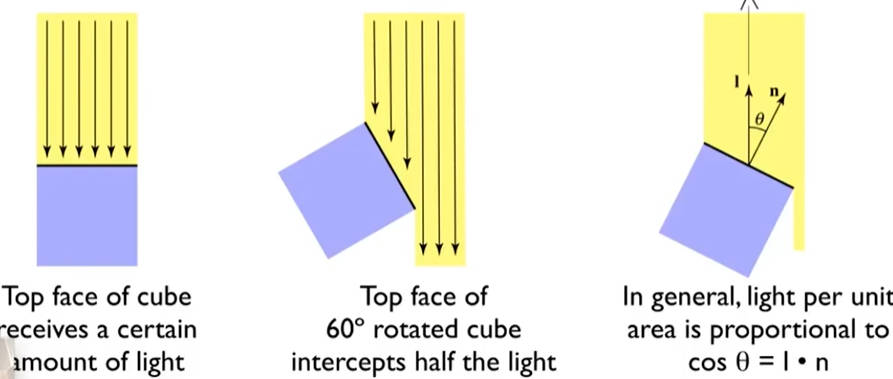 l
n
θ
Top face of cube
receives a certain
amount of light
Top face of
60º rotated cube
intercepts half the light
In general, light per unit
area is proportional to
cos θ = l • n